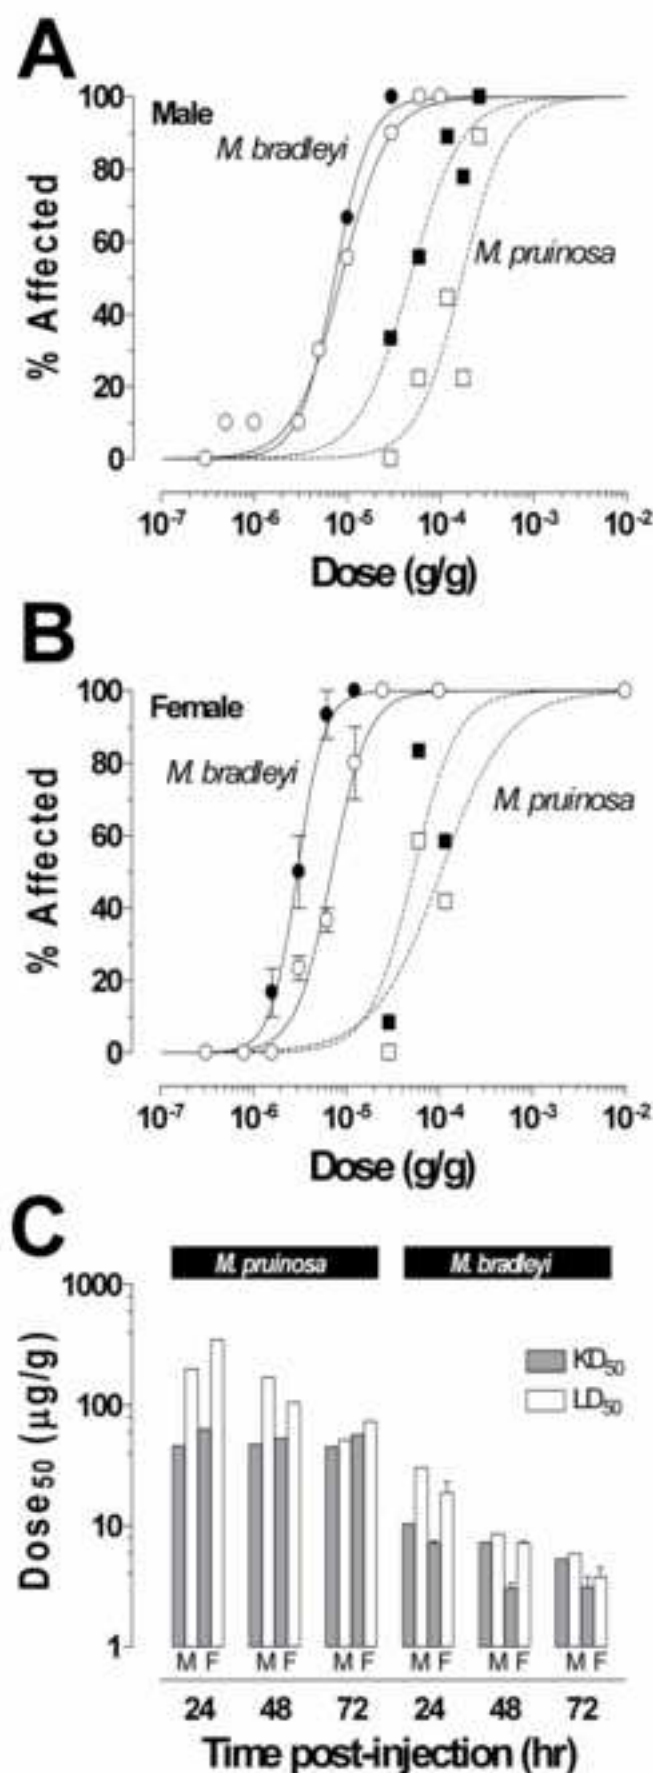 A
Male
M. bradleyi
M. pruinosa
% Affected
100
80
60
40
20
0
10-7 10-6 10-5 10-4 10-3 10-2
Dose (g/g)
B
Female
M. bradleyi
M. pruinosa
% Affected
100
80
60
40
20
0
10-7 10-6 10-5 10-4 10-3 10-2
Dose (g/g)
C
M. pruinosa M. bradleyi
KD50
LD50
Dose50 (µg/g)
1000
100
10
1
M F M F M F M F M F M F
24 48 72 24 48 72
Time post-injection (hr)